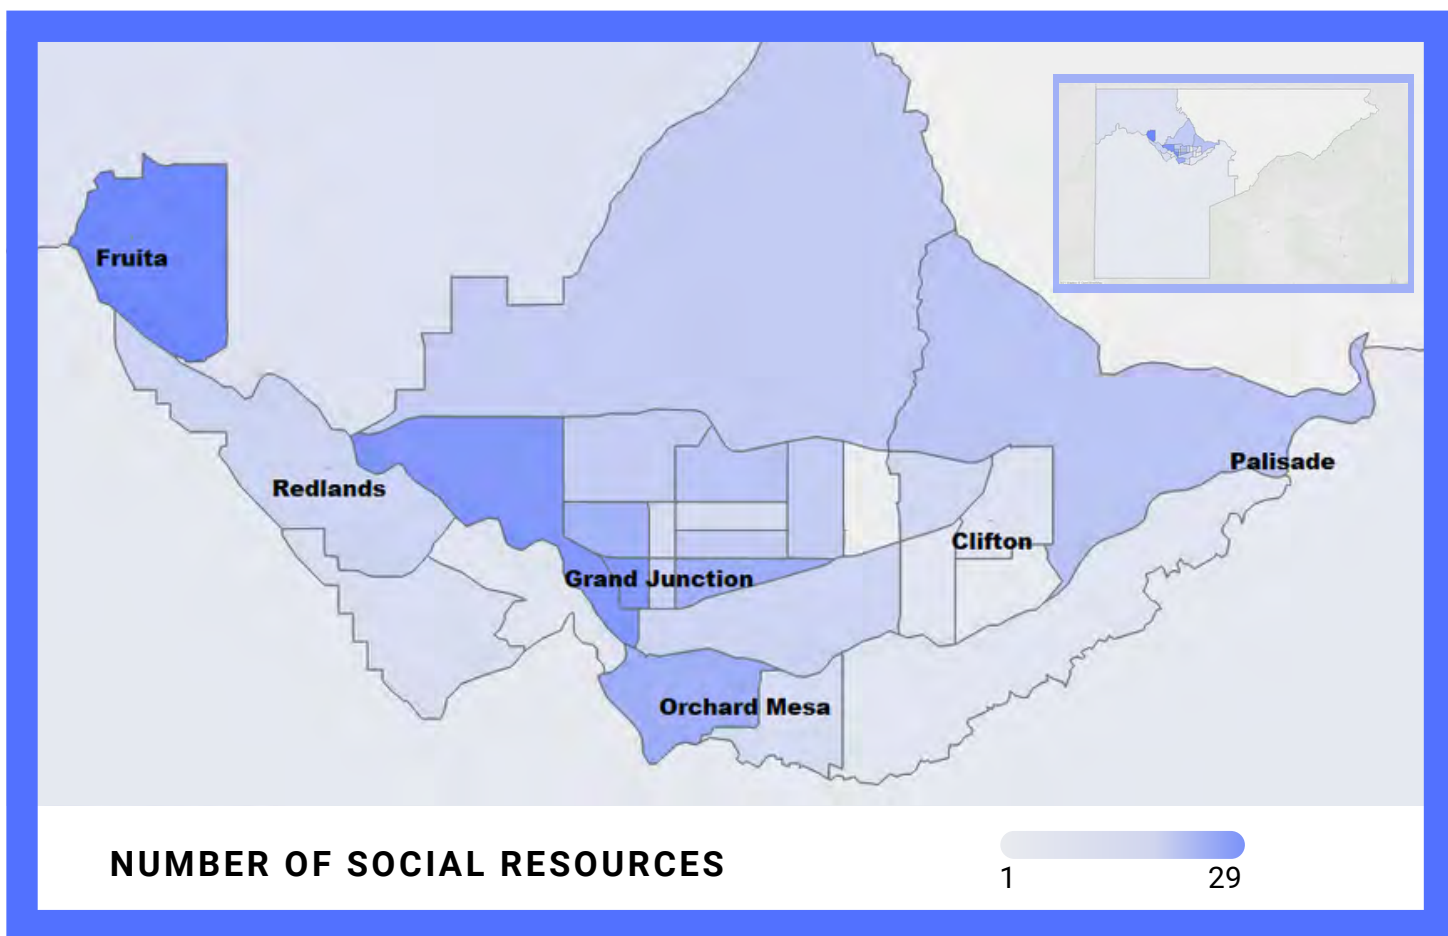 Fruita
Redlands
Palisade
Clifton
Grand Junction
Orchard Mesa
NUMBER OF SOCIAL RESOURCES
1
29